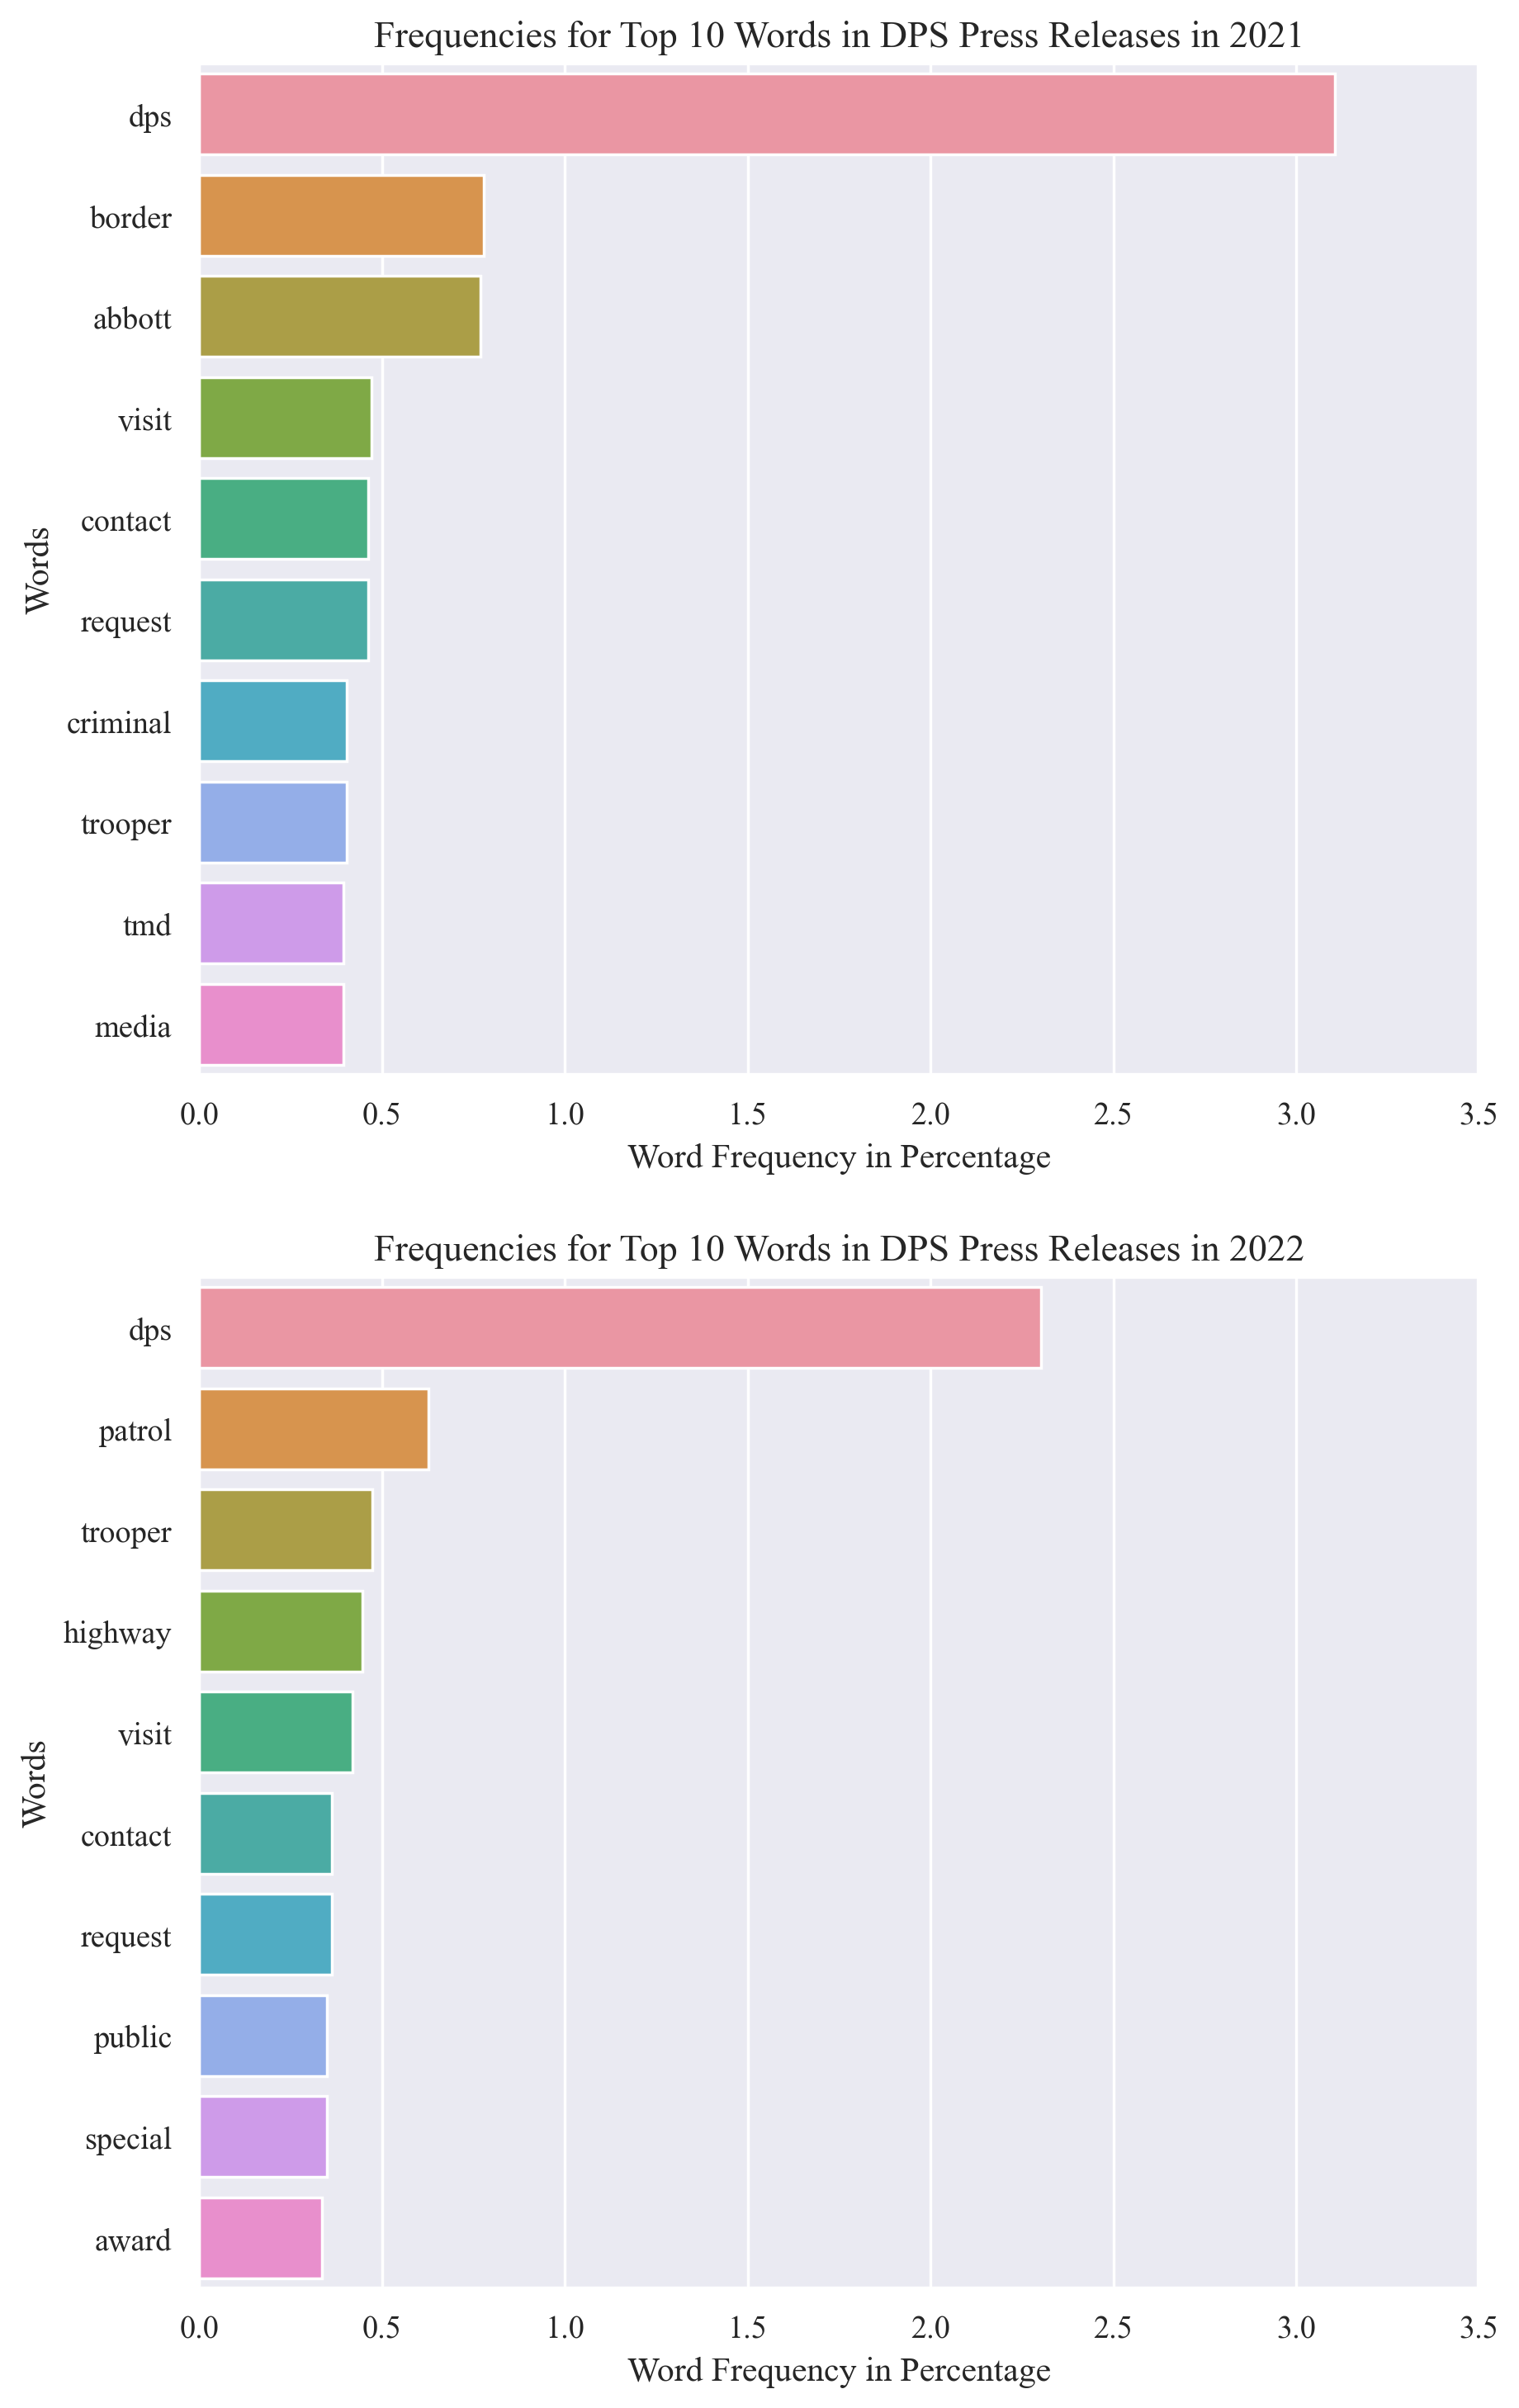 Frequencies for Top 10 Words in DPS Press Releases in 2021
dps
border
abbott
visit
contact
request
criminal
trooper
tmd
media
Words
0.0 0.5 1.0 1.5 2.0 2.5 3.0 3.5
Word Frequency in Percentage
Frequencies for Top 10 Words in DPS Press Releases in 2022
dps
patrol
trooper
highway
visit
contact
request
public
special
award
Words
0.0 0.5 1.0 1.5 2.0 2.5 3.0 3.5
Word Frequency in Percentage